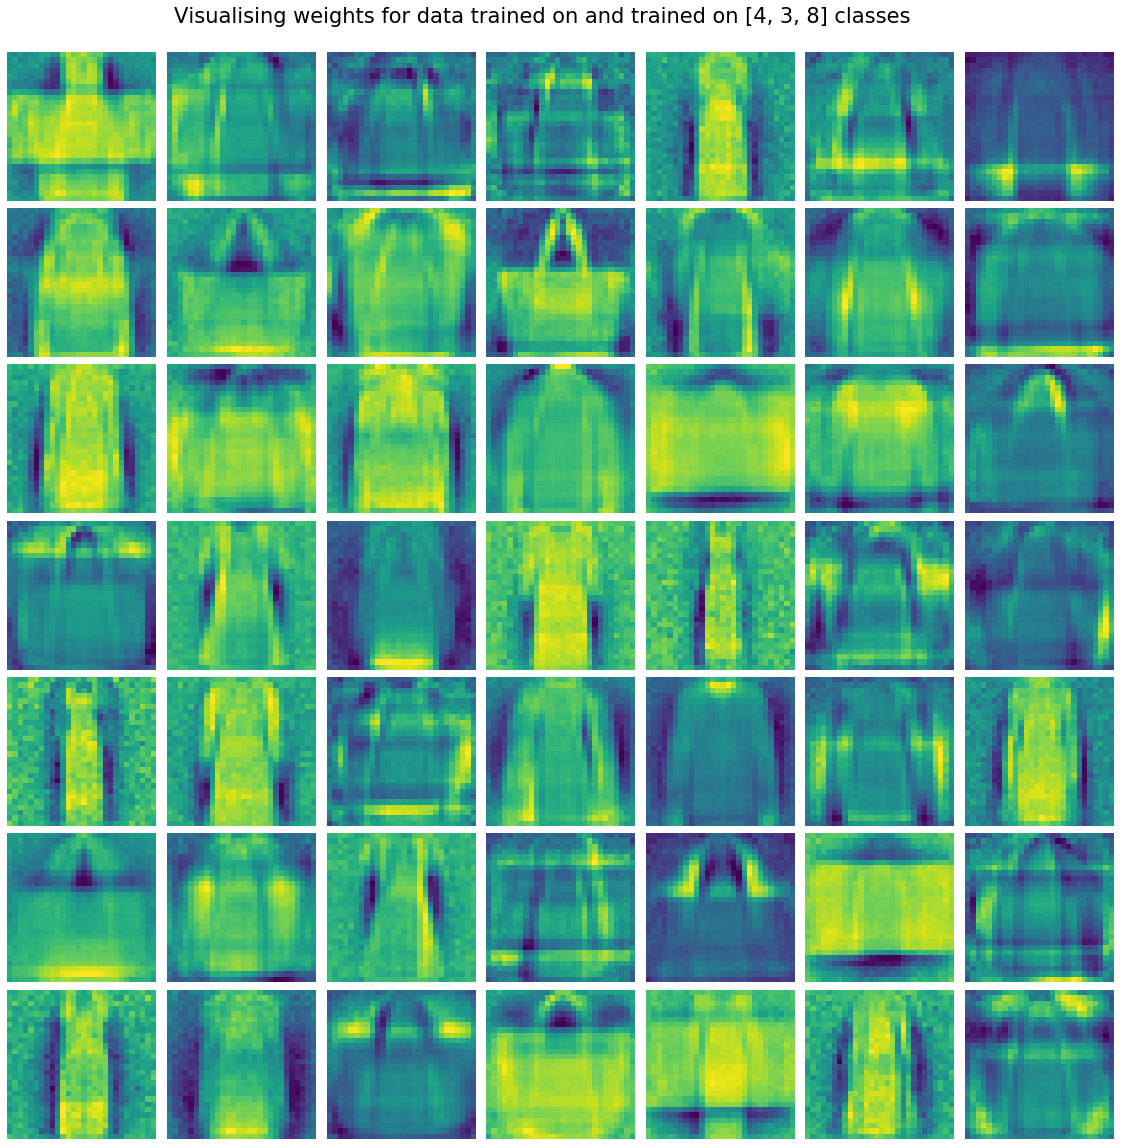 Visualising weights for data trained on and trained on [4, 3, 8] classes